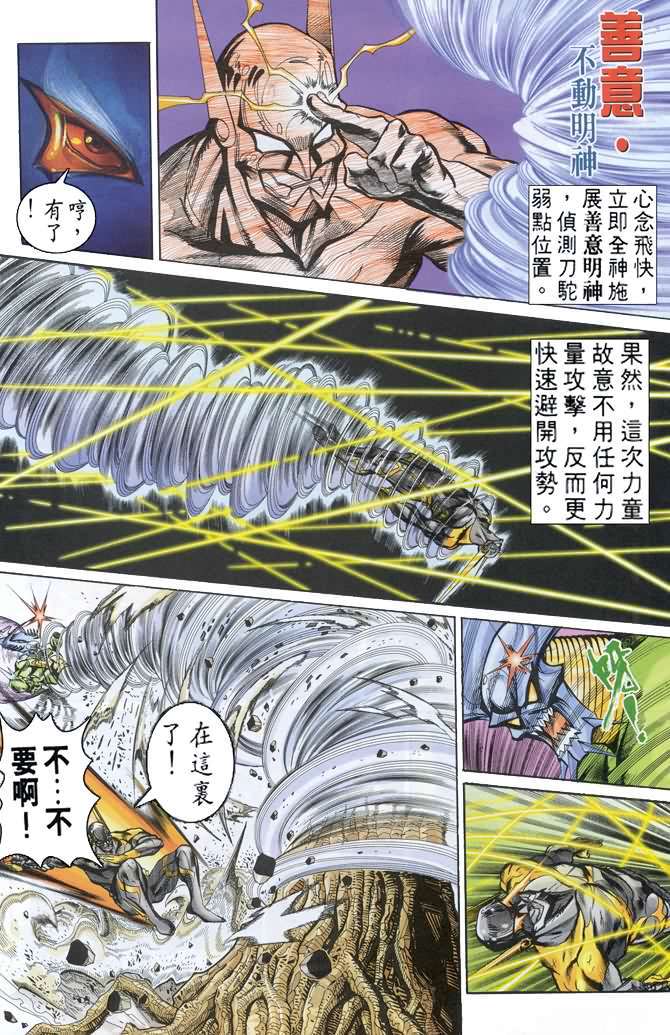 善意·
不動明神
心念飛快，
立即全神施
展善意明神
，偵測刀駝
弱點位置。
哼，
有了
！
果然，這次力童
故意不用任何力
量攻擊，反而更
快速避開攻勢。
在這裏
了！
不…不
要啊！